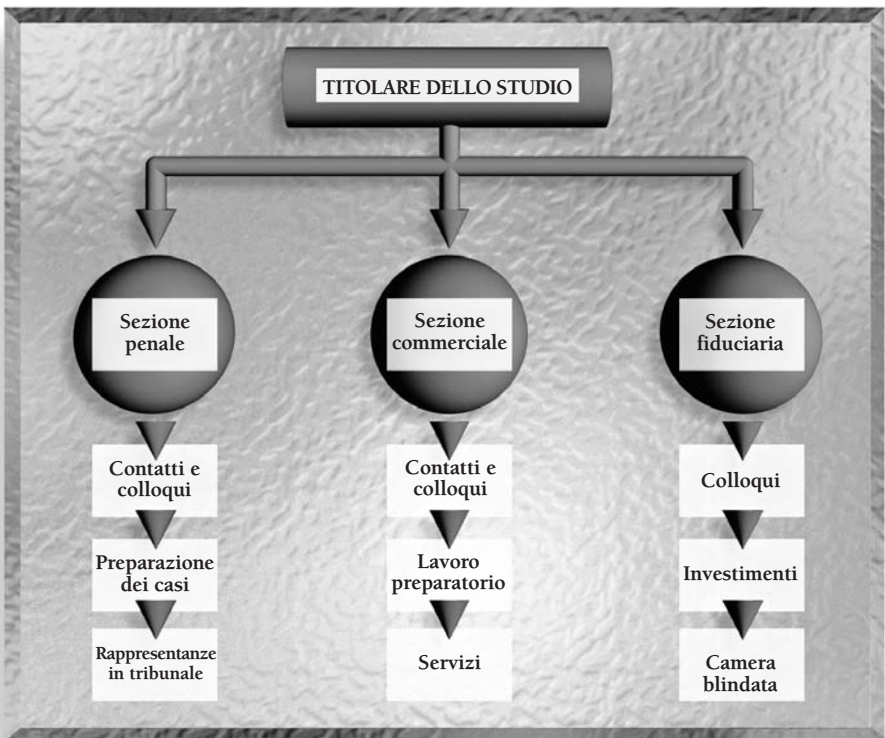 TITOLARE DELLO STUDIO
Sezione
penale
Contatti e
colloqui
Preparazione
dei casi
Rappresentanze
in tribunale
Sezione
commerciale
Contatti e
colloqui
Lavoro
preparatorio
Servizi
Sezione
fiduciaria
Colloqui
Investimenti
Camera
blindata